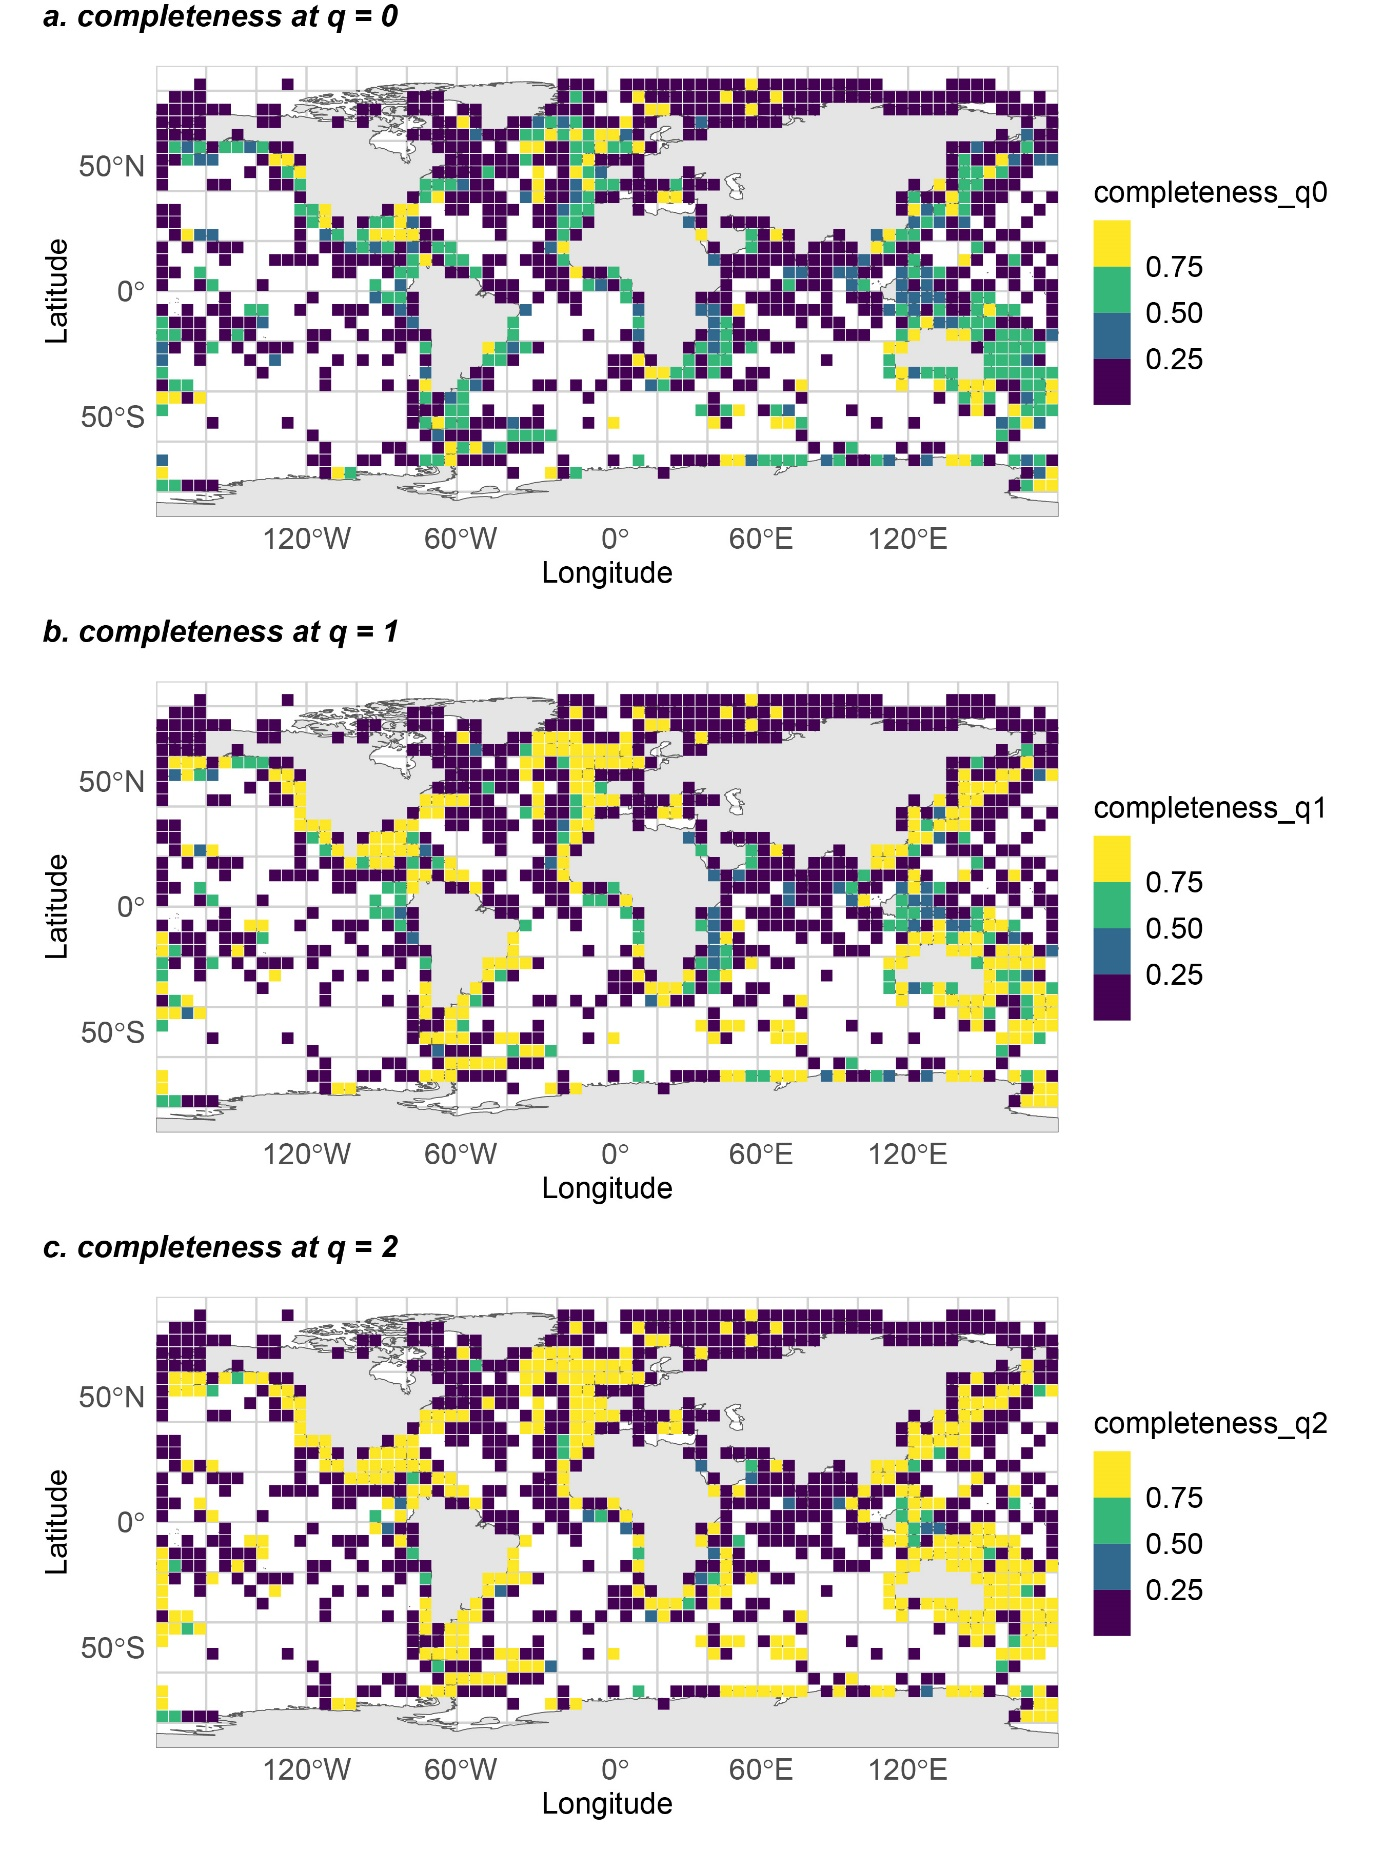 a. completeness at q = 0
50°N
0°
50°S
Latitude
120°W 60°W 0° 60°E 120°E
Longitude
completeness_q0
0.75
0.50
0.25
b. completeness at q = 1
50°N
0°
50°S
Latitude
120°W 60°W 0° 60°E 120°E
Longitude
completeness_q1
0.75
0.50
0.25
c. completeness at q = 2
50°N
0°
50°S
Latitude
120°W 60°W 0° 60°E 120°E
Longitude
completeness_q2
0.75
0.50
0.25